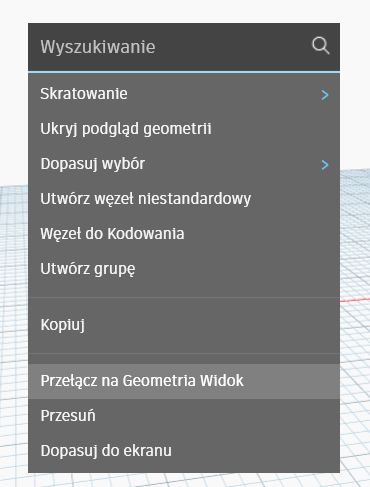 Wyszukiwanie
Skratowanie
Ukryj podgląd geometrii
Dopasuj wybór
Utwórz węzeł niestandardowy
Węzeł do Kodowania
Utwórz grupę
Kopiuj
Przełącz na Geometria Widok
Przesuń
Dopasuj do ekranu